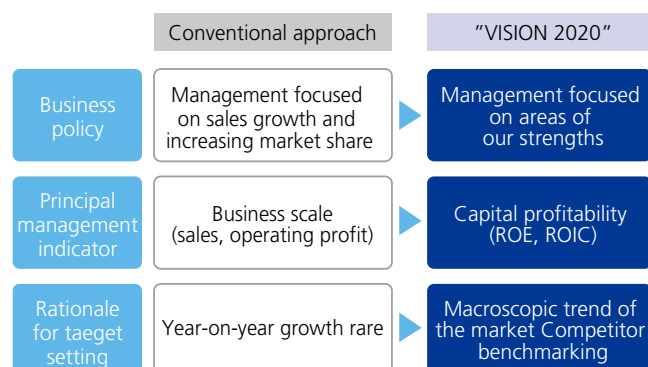 Conventional approach
"VISION 2020"
Business
policy
Management focused
on sales growth and
increasing market share
Management focused
on areas of
our strengths
Principal
management
indicator
Business scale
(sales, operating profit)
Capital profitability
(ROE, ROIC)
Rationale
for taeget
setting
Year-on-year growth rare
Macroscopic trend of
the market Competitor
benchmarking